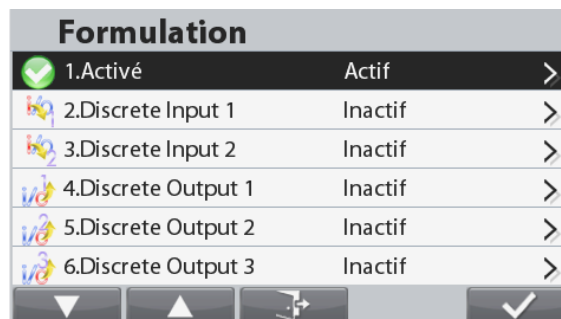 Formulation
1.Activé Actif
2.Discrete Input 1 Inactif
3.Discrete Input 2 Inactif
4.Discrete Output 1 Inactif
5.Discrete Output 2 Inactif
6.Discrete Output 3 Inactif